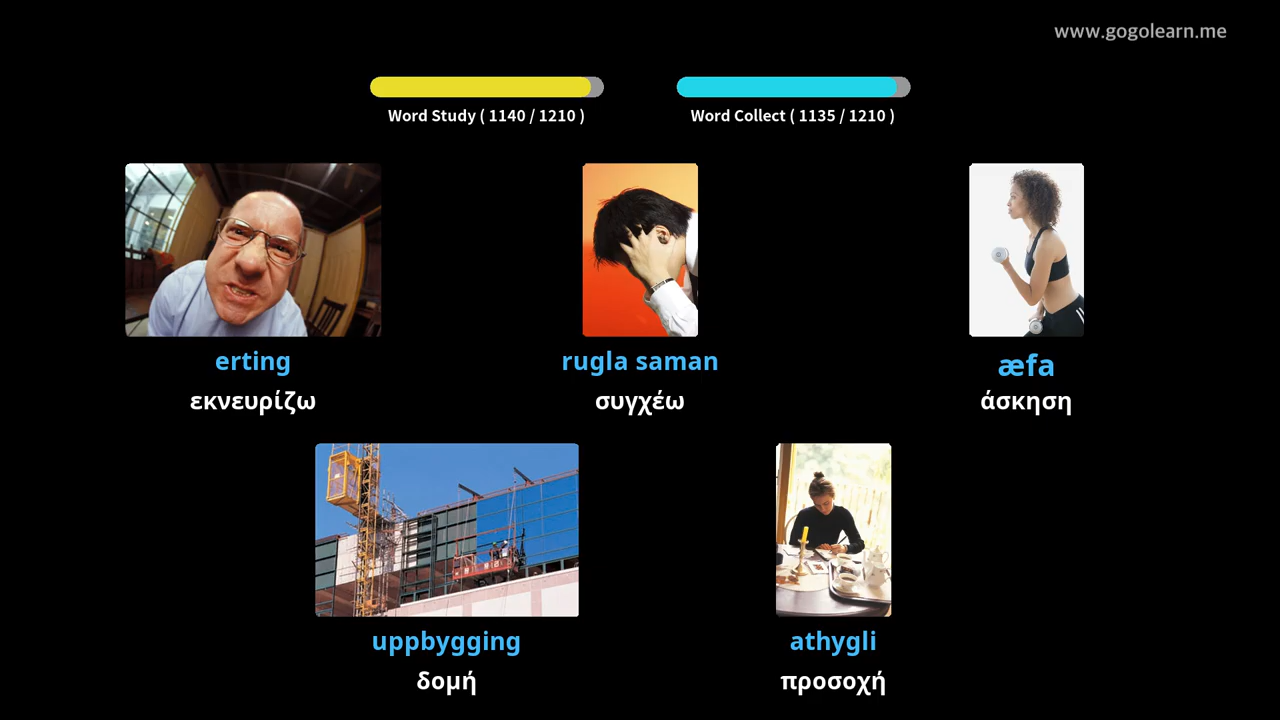 www.gogolearn.me
Word Study ( 1140 / 1210 )
Word Collect ( 1135 / 1210 )
erting
εκνευρίζω
rugla saman
συγχέω
æfa
άσκηση
uppbygging
δομή
athygli
προσοχή